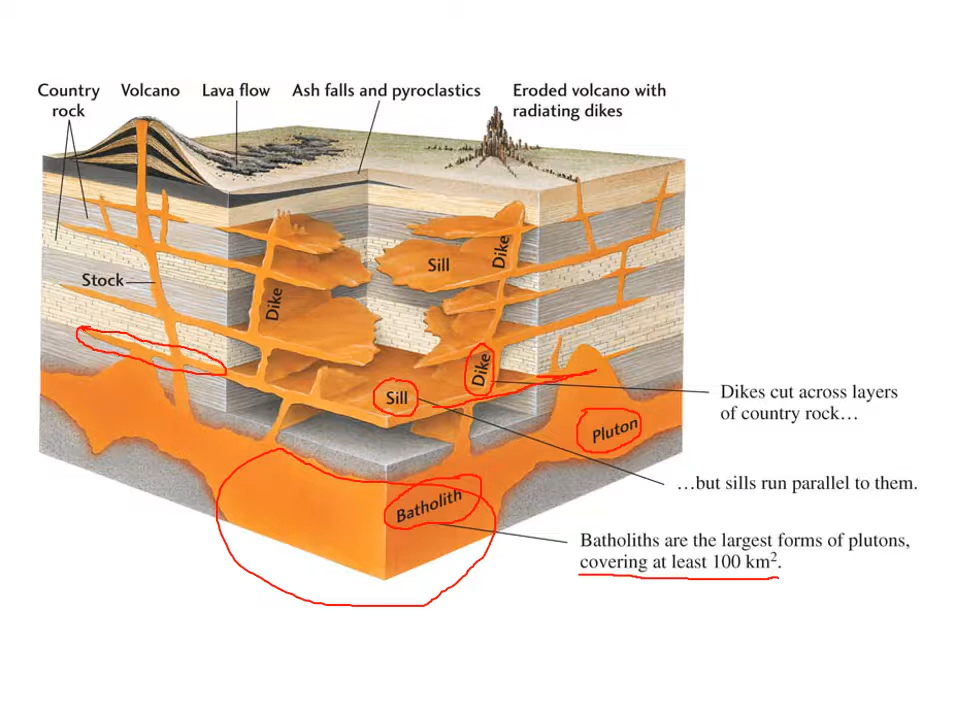 Country
rock
Volcano
Lava flow
Ash falls and pyroclastics
Eroded volcano with
radiating dikes
Stock
Dike
Sill
Dike
Sill
Dike
Pluton
Batholith
Dikes cut across layers
of country rock…
…but sills run parallel to them.
Batholiths are the largest forms of plutons,
covering at least 100 km².